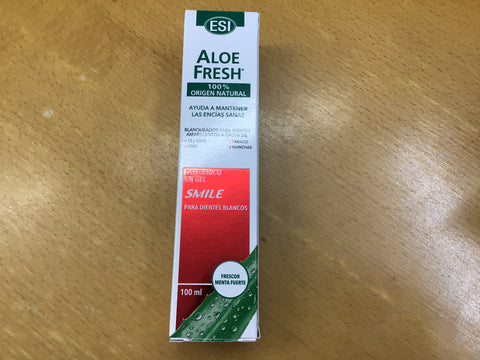 ESI
ALOE
FRESH®
100%
ORIGEN NATURAL
AYUDA A MANTENER
LAS ENCÍAS SANAS
BLANQUEADOR PARA DIENTES
AMARILLENTOS A CAUSA DE:
TABACO
MANCHAS
EN GEL
SMILE
PARA DIENTES BLANCOS
FRESCOR
MENTA FUERTE
100 ml